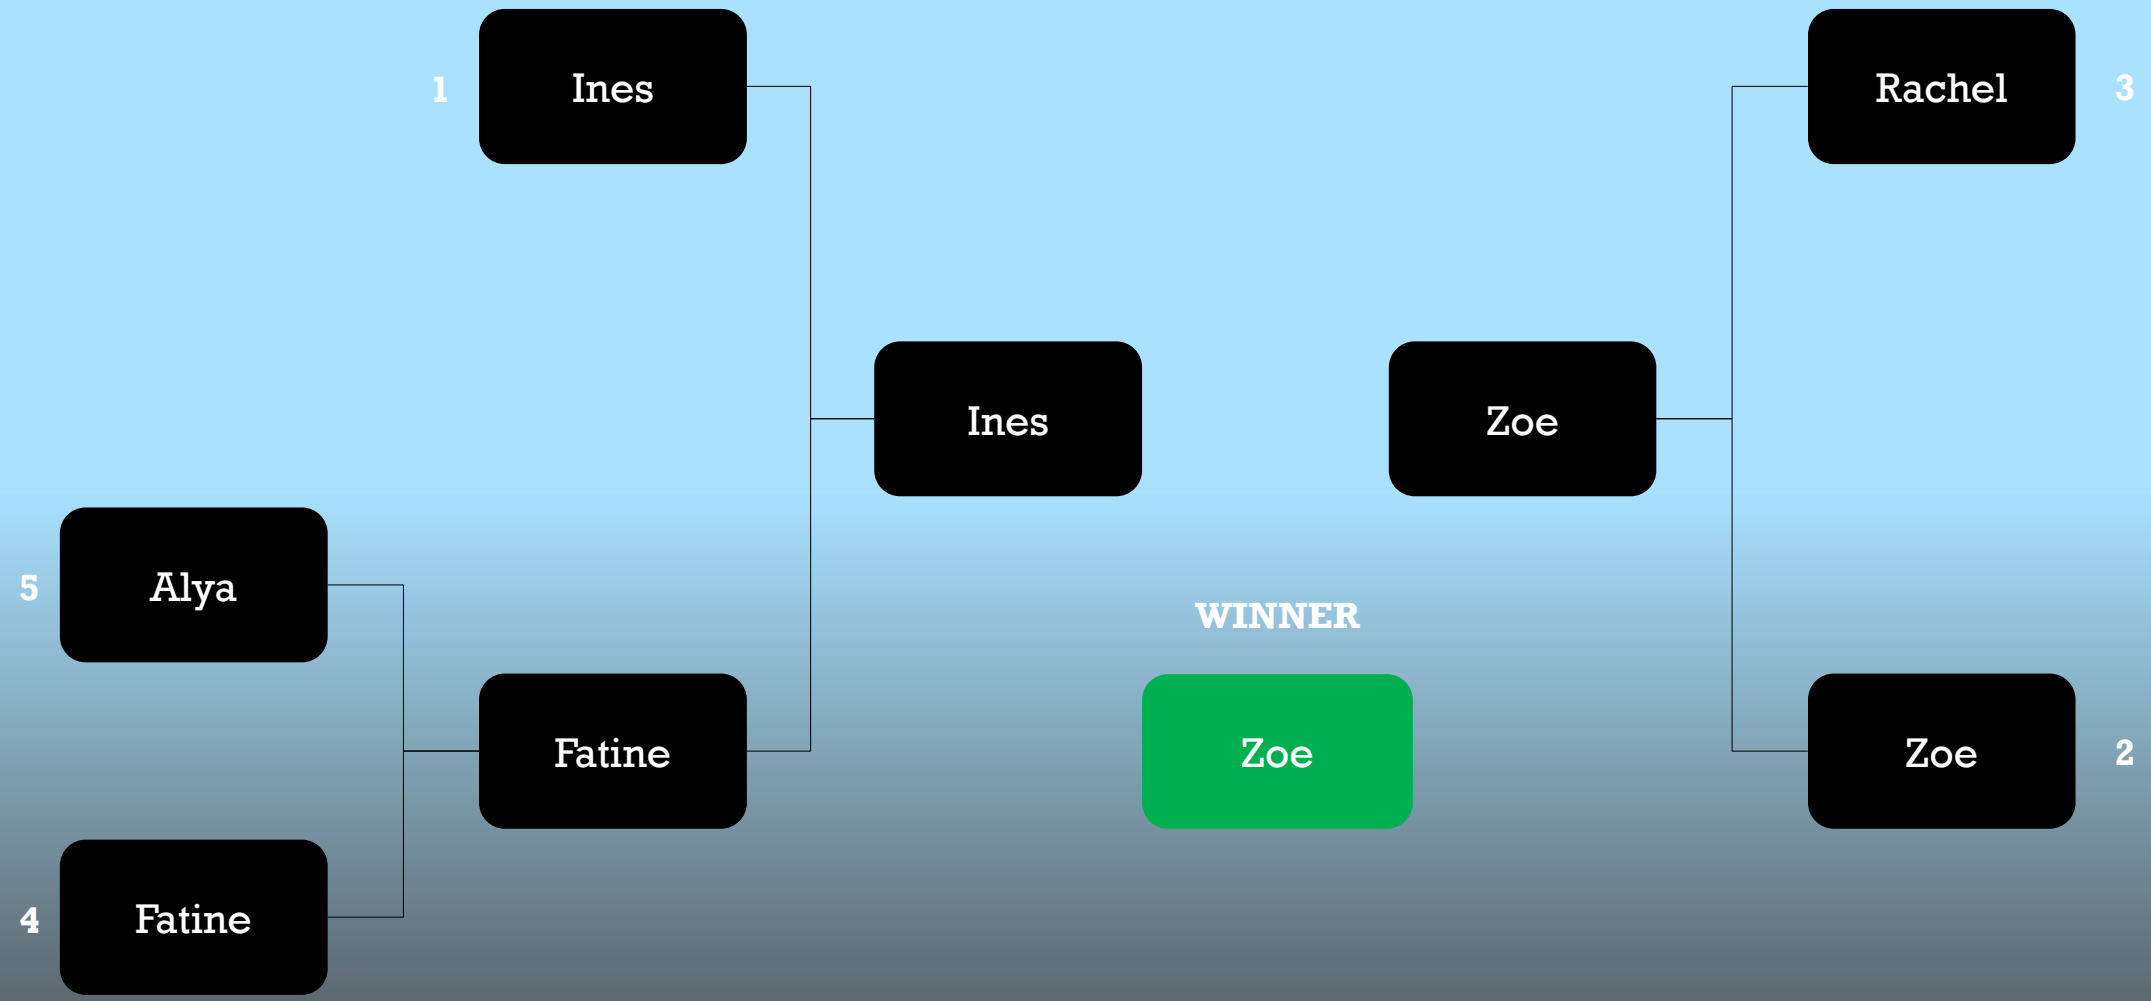 1
Ines
Rachel
3
Ines
Zoe
5
Alya
WINNER
Fatine
Zoe
Zoe
2
4
Fatine